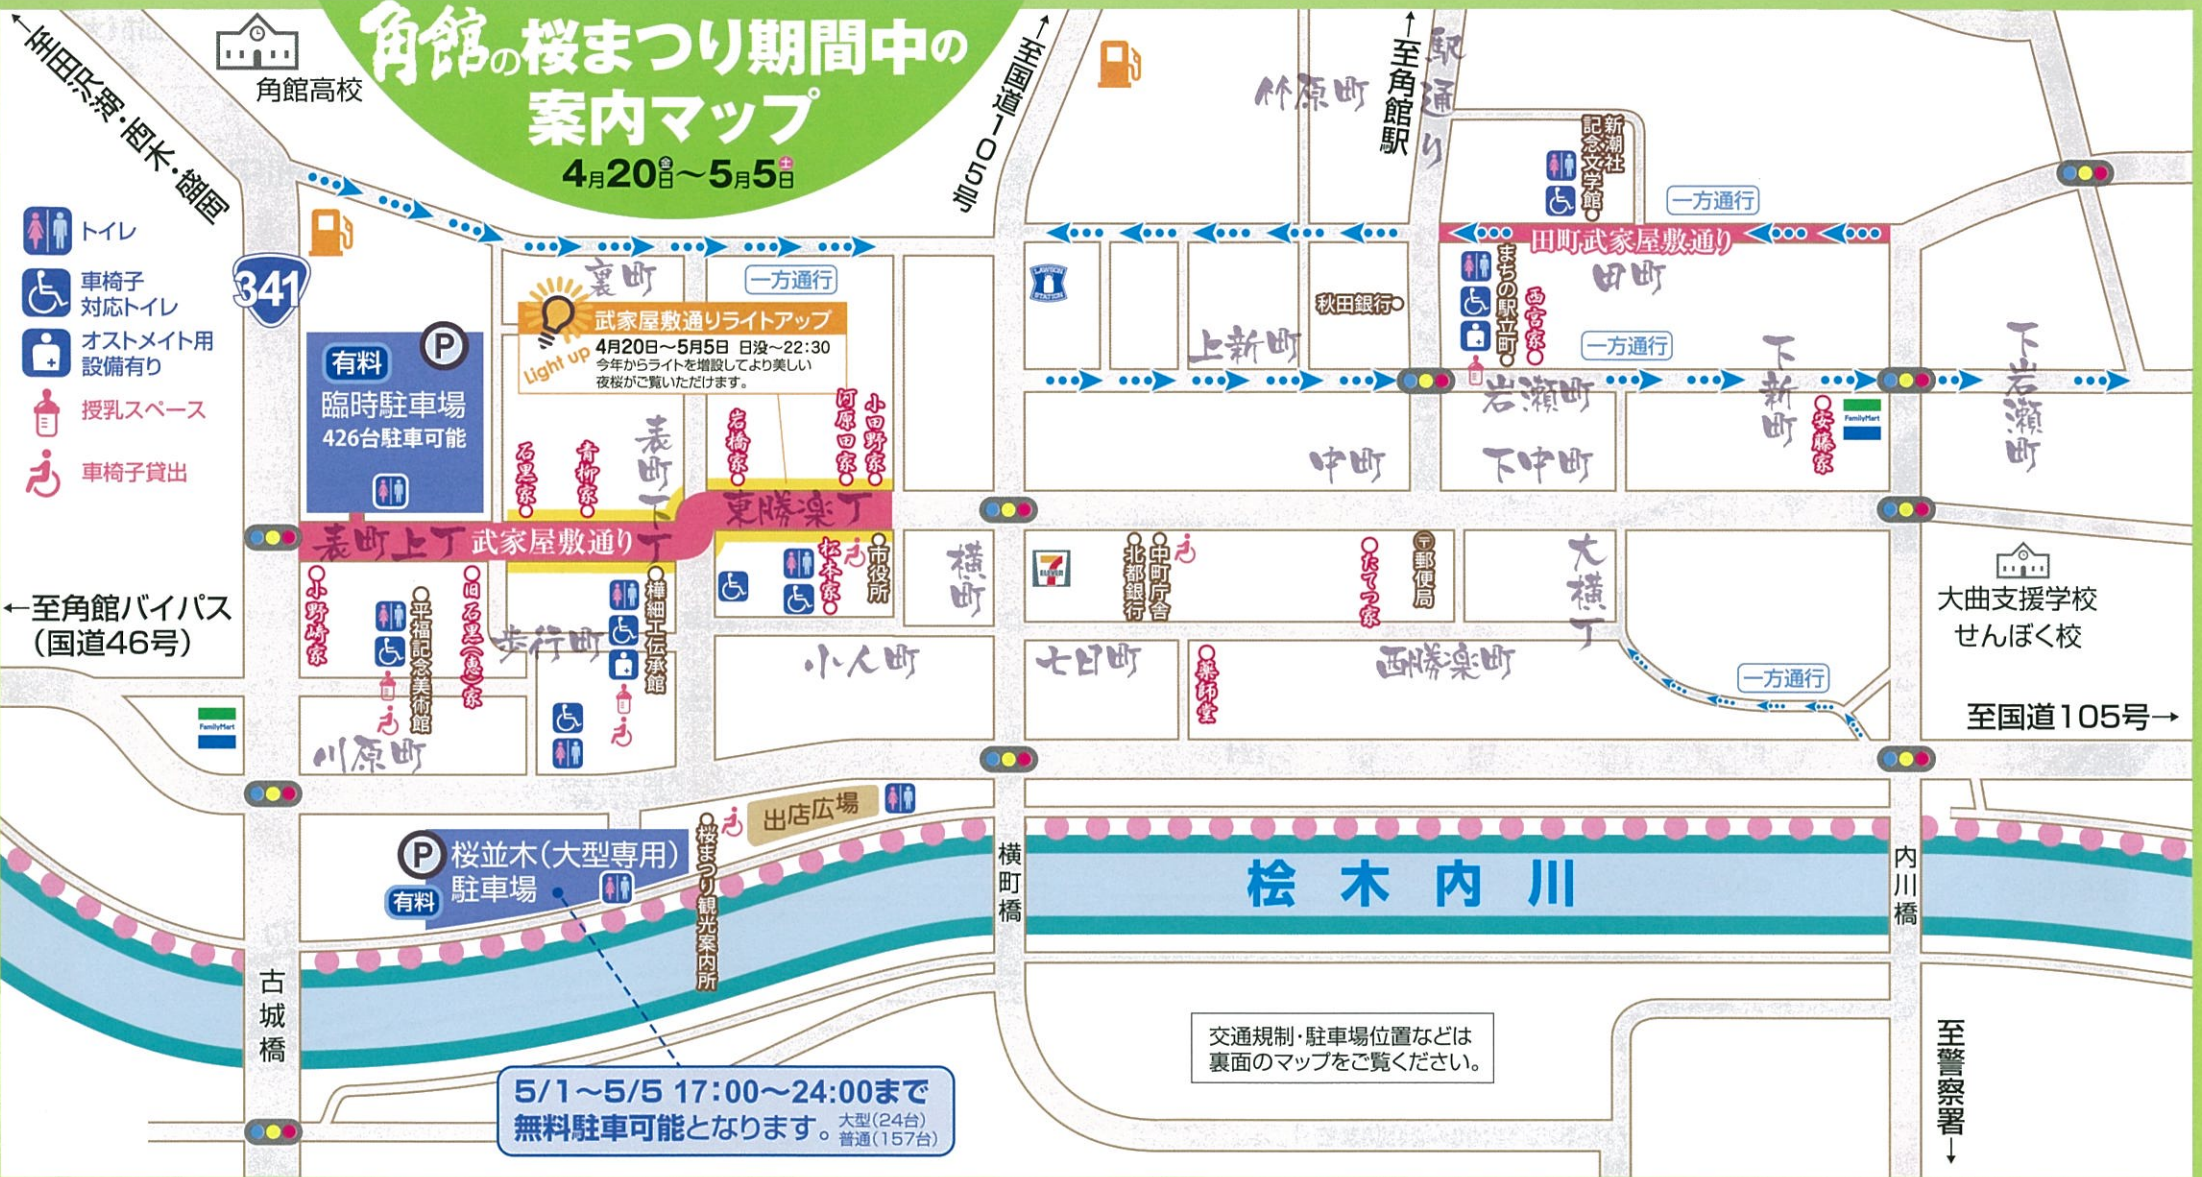 角館の桜まつり期間中の
案内マップ
4月20日金～5月5日土
至田沢湖・西木・盛岡
角館高校
至国道105号
竹原町
至角館駅
駅通り
新潮社
記念文学館
一方通行
田町武家屋敷通り
田町
トイレ
車椅子
対応トイレ
オストメイト用
設備有り
授乳スペース
車椅子貸出
341
裏町
一方通行
武家屋敷通りライトアップ
4月20日～5月5日 日没～22:30
今年からライトを増設してより美しい
夜桜がご覧いただけます。
Light up
P
有料
臨時駐車場
426台駐車可能
LAWSON
STATION
秋田銀行
上新町
まちの駅立町
西宮家
一方通行
岩瀬町
下新町
下岩瀬町
安藤家
FamilyMart
石黒家
青柳家
表町下丁
岩橋家
河原田家
小田野家
中町
下中町
表町上丁
武家屋敷通り
東勝楽丁
小野崎家
平福記念美術館
旧石黒(恵)家
歩行町
樺細工伝承館
松本家
市役所
横町
7
ELEVEN
北都銀行
中町庁舎
たてつ家
〒郵便局
大横丁
大曲支援学校
せんぼく校
←至角館バイパス
（国道46号）
小人町
七日町
薬師堂
西勝楽町
一方通行
至国道105号→
FamilyMart
川原町
出店広場
P
桜並木（大型専用）
駐車場
有料
桜まつり観光案内所
横町橋
桧木内川
内川橋
古城橋
交通規制・駐車場位置などは
裏面のマップをご覧ください。
至警察署→
5/1～5/5 17:00～24:00まで
無料駐車可能となります。
大型（24台）
普通（157台）